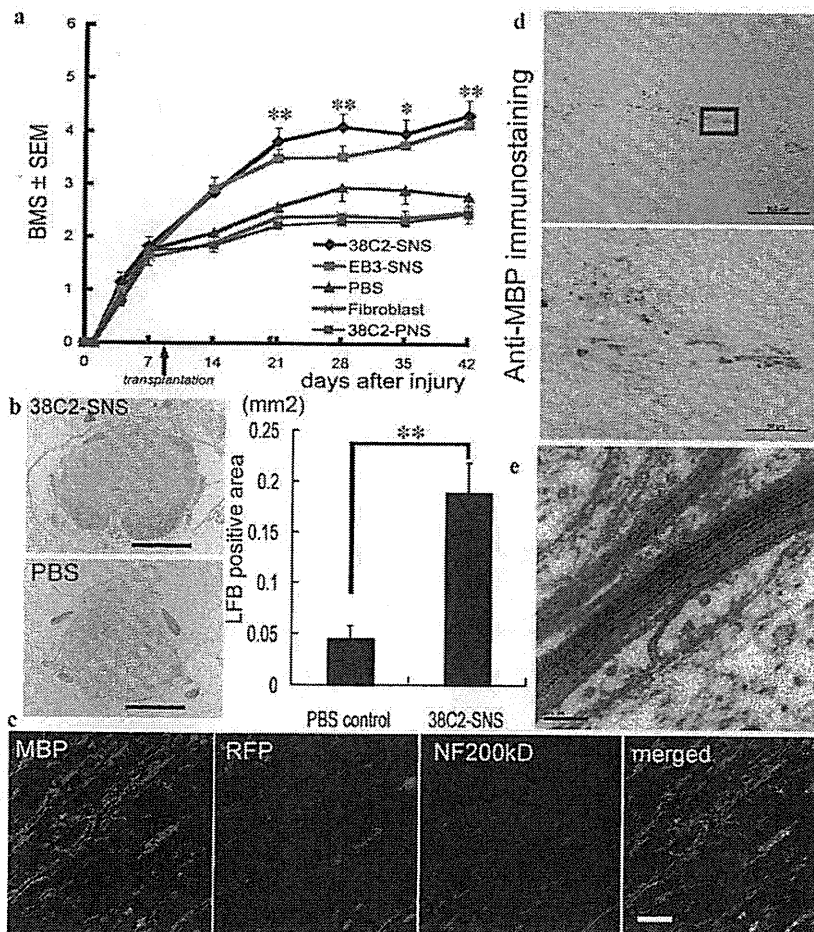 a
6
5
4
3
2
1
0
BMS ± SEM
** ** * **
38C2-SNS
EB3-SNS
PBS
Fibroblast
38C2-PNS
0 7 14 21 28 35 42
transplantation
days after injury
b
38C2-SNS
PBS
(mm2)
0.25
0.2
0.15
0.1
0.05
0
LFB positive area
**
PBS control 38C2-SNS
c
MBP
RFP
NF200kD
merged
d
Anti-MBP immunostaining
e